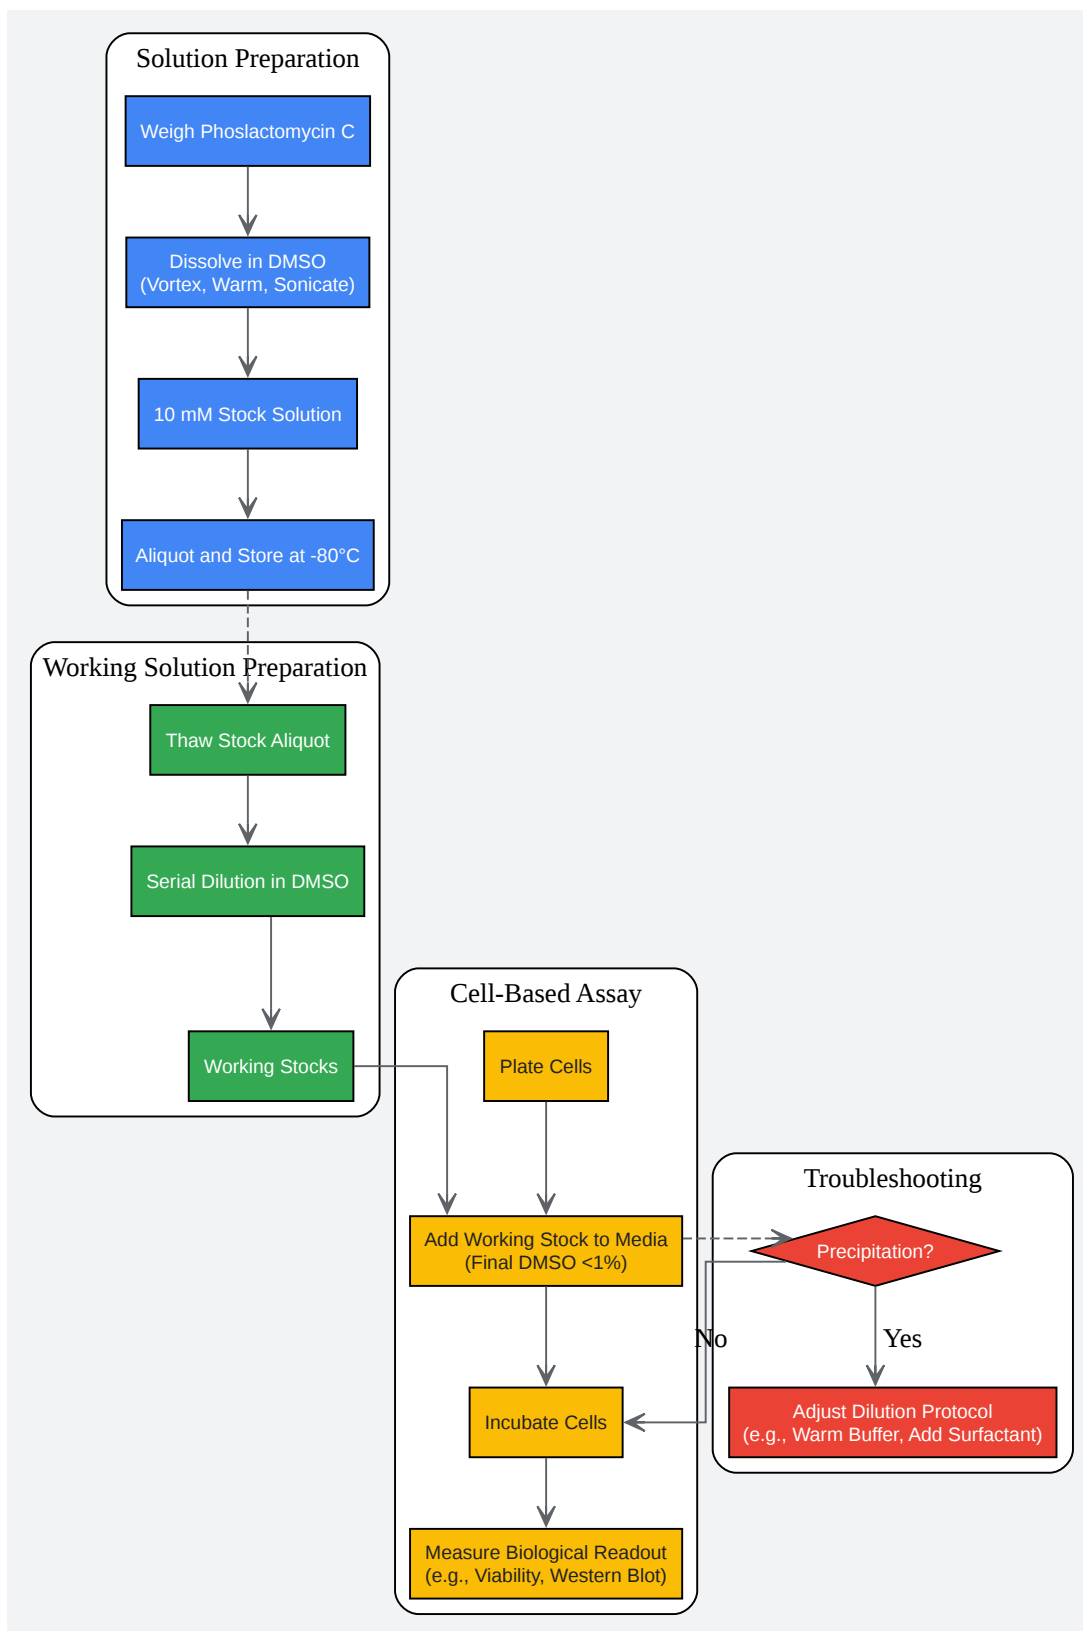 Solution Preparation
Weigh Phoslactomycin C
Dissolve in DMSO
(Vortex, Warm, Sonicate)
10 mM Stock Solution
Aliquot and Store at -80°C
Working Solution Preparation
Thaw Stock Aliquot
Serial Dilution in DMSO
Working Stocks
Cell-Based Assay
Plate Cells
Add Working Stock to Media
(Final DMSO <1%)
Incubate Cells
Measure Biological Readout
(e.g., Viability, Western Blot)
Troubleshooting
Precipitation?
No
Yes
Adjust Dilution Protocol
(e.g., Warm Buffer, Add Surfactant)